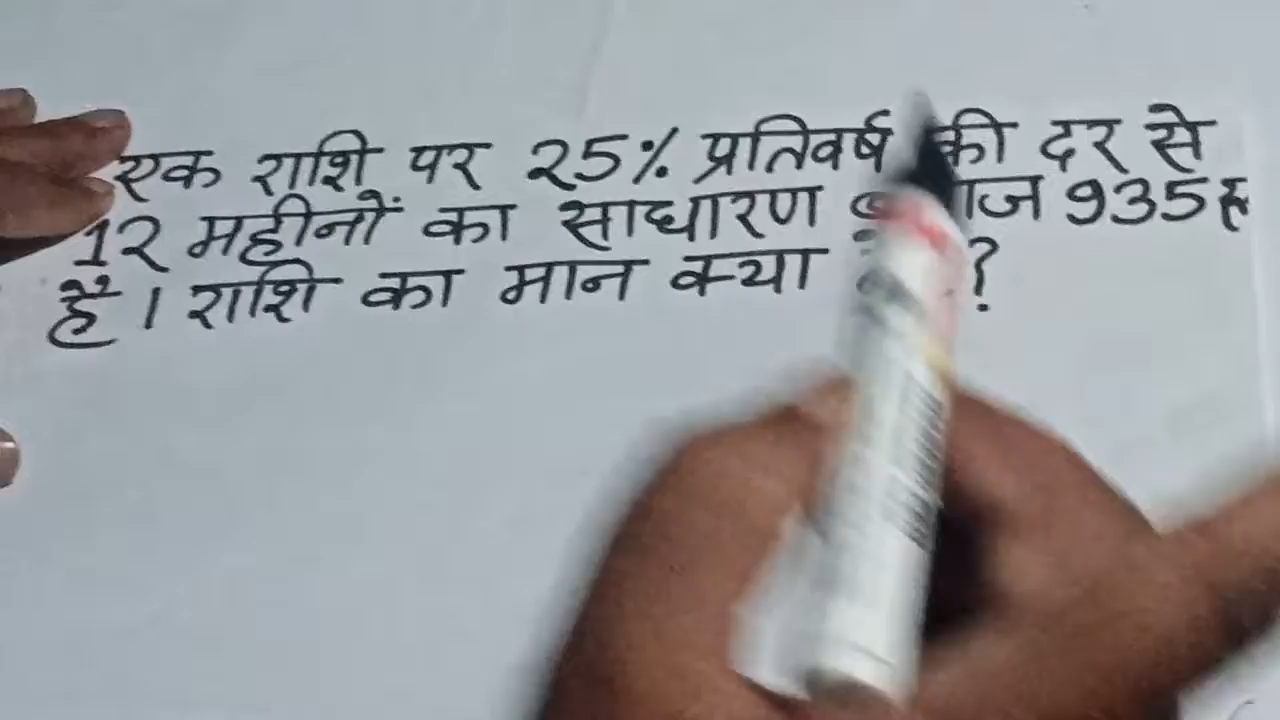 एक राशि पर 25% प्रतिवर्ष की दर से
12 महीनों का साधारण 935रू
हैं । राशि का मान क्या ?